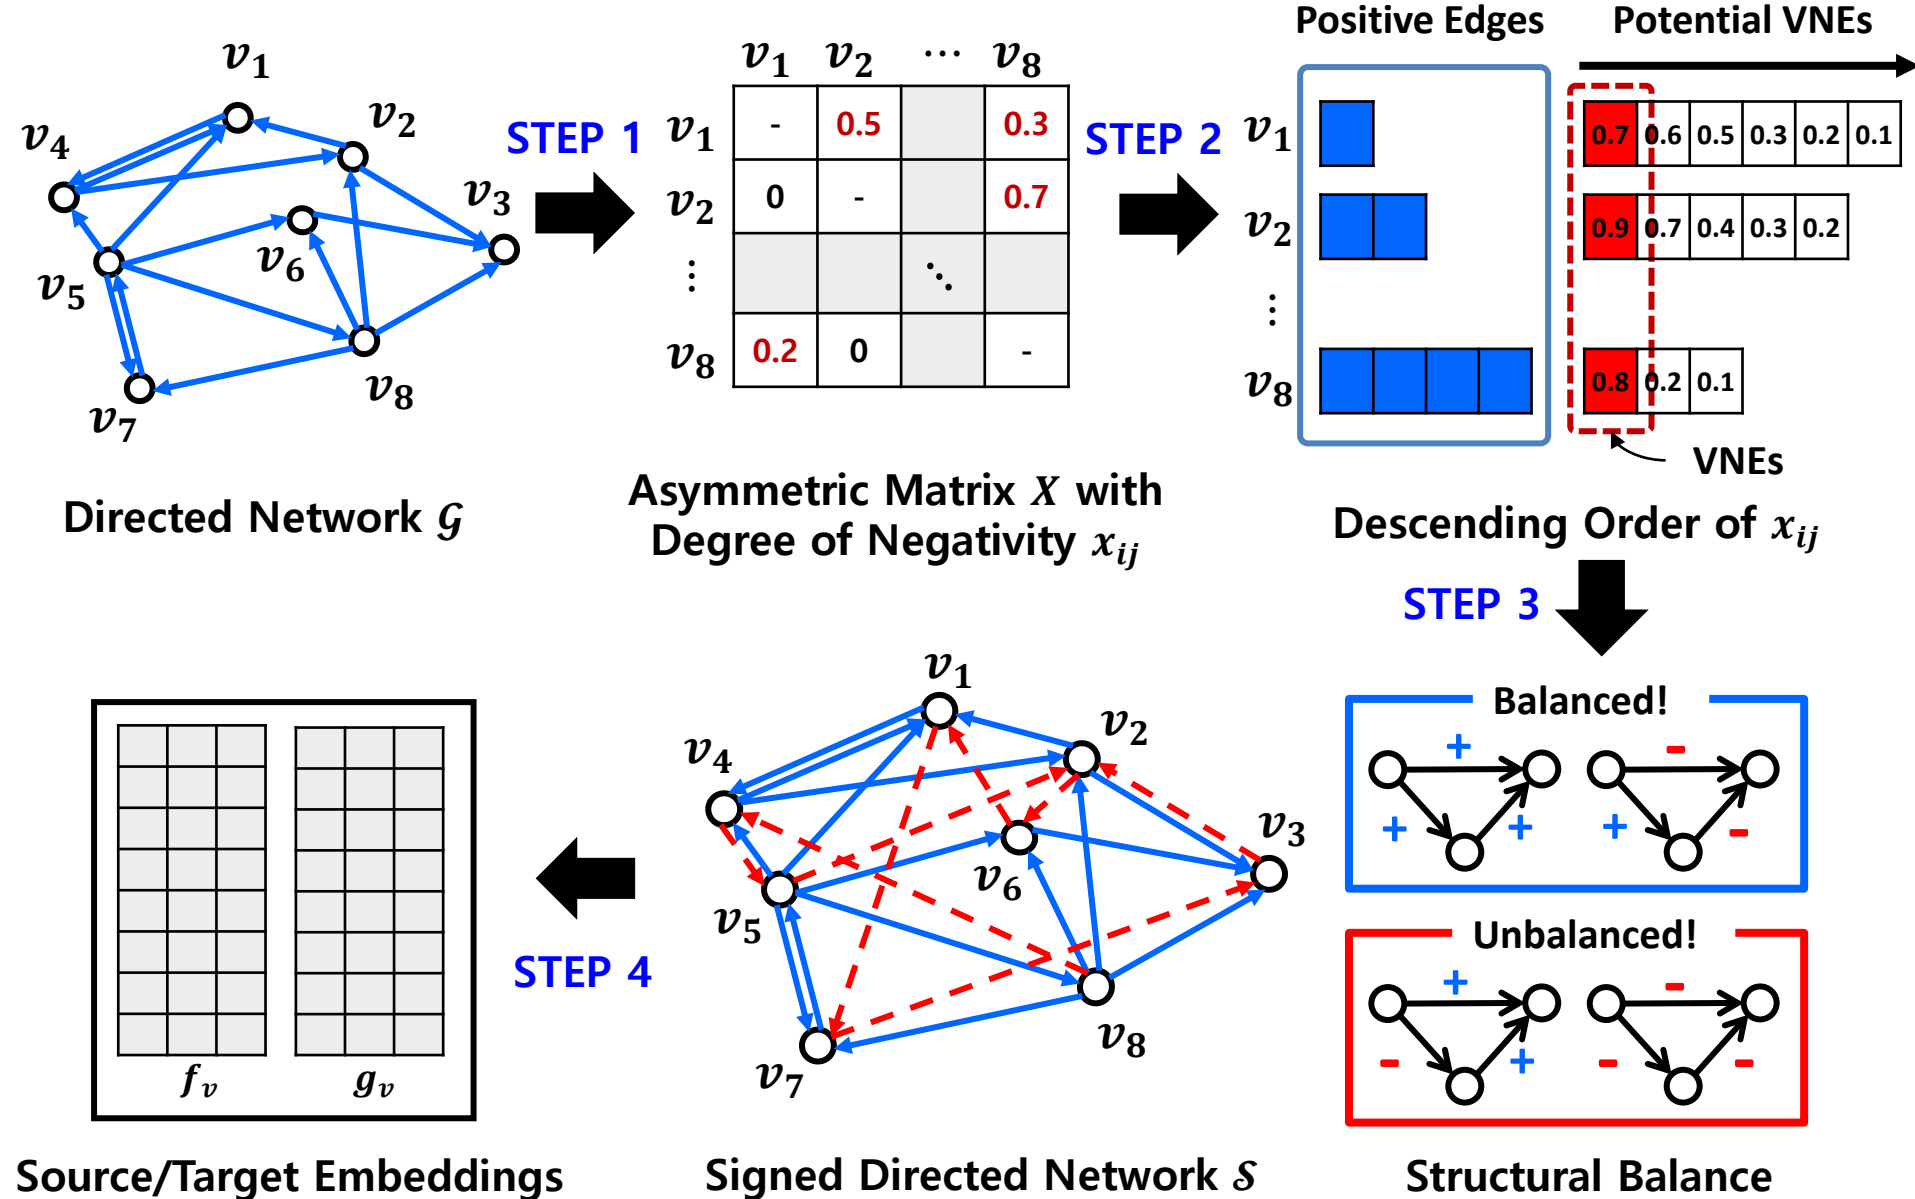 v1
v2
v3
v4
v5
v6
v7
v8
Directed Network 𝒢
STEP 1
v1 v2 ⋯ v8
v1 - 0.5 0.3
v2 0 - 0.7
⋮ ⋱
v8 0.2 0 -
Asymmetric Matrix X with
Degree of Negativity xij
STEP 2
Positive Edges Potential VNEs
v1 0.7 0.6 0.5 0.3 0.2 0.1
v2 0.9 0.7 0.4 0.3 0.2
⋮
v8 0.8 0.2 0.1
VNEs
Descending Order of xij
STEP 3
Balanced!
+ -
+ + + -
Unbalanced!
+ -
- + - -
Structural Balance
v1
v2
v3
v4
v5
v6
v7
v8
Signed Directed Network 𝒮
STEP 4
fv gv
Source/Target Embeddings